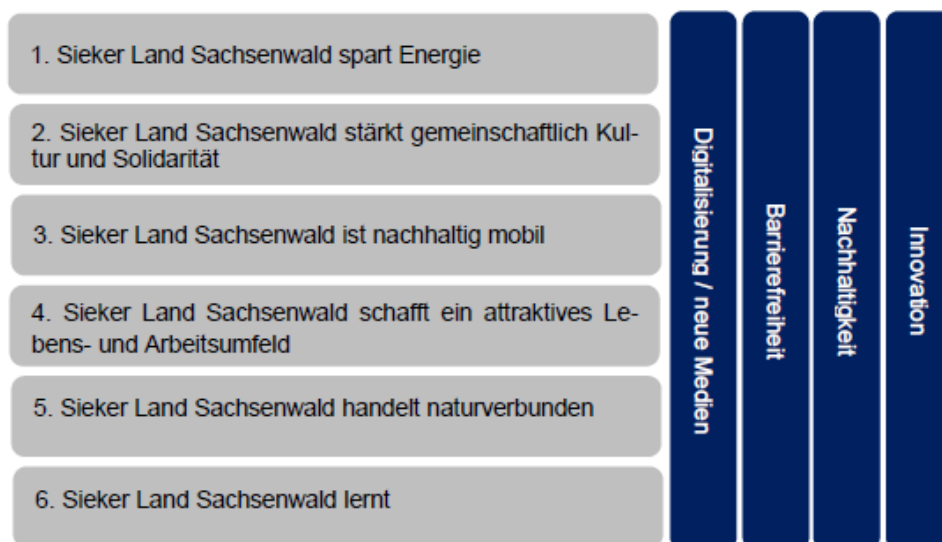 1. Sieker Land Sachsenwald spart Energie
2. Sieker Land Sachsenwald stärkt gemeinschaftlich Kul-
tur und Solidarität
3. Sieker Land Sachsenwald ist nachhaltig mobil
4. Sieker Land Sachsenwald schafft ein attraktives Le-
bens- und Arbeitsumfeld
5. Sieker Land Sachsenwald handelt naturverbunden
6. Sieker Land Sachsenwald lernt
Digitalisierung / neue Medien
Barrierefreiheit
Nachhaltigkeit
Innovation